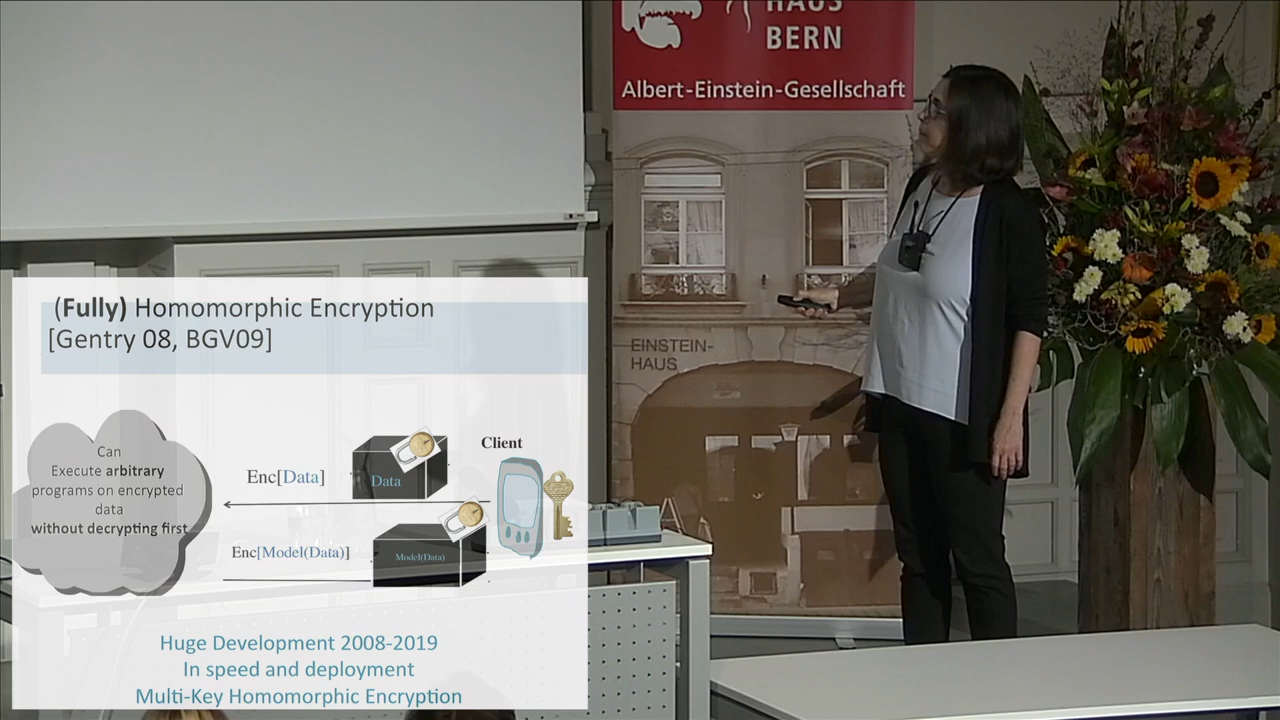 HAUS
BERN
Albert-Einstein-Gesellschaft
EINSTEIN-
HAUS
(Fully) Homomorphic Encryption
[Gentry 08, BGV09]
Can
Execute arbitrary
programs on encrypted
data
without decrypting first
Enc[Data]
Data
Client
Enc[Model(Data)]
Model(Data)
Huge Development 2008-2019
In speed and deployment
Multi-Key Homomorphic Encryption